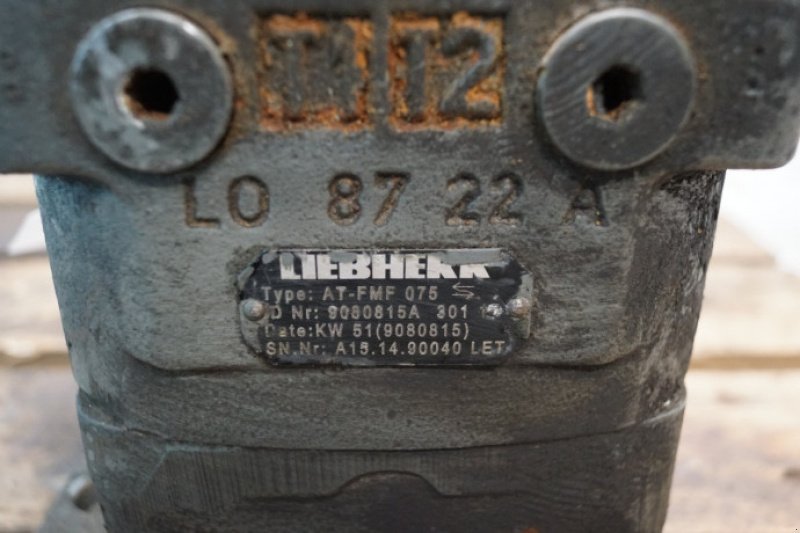 12
LO 87 22 A
LIEBHERR
Type: AT-FMF 075
D Nr: 9080815A 301
Date: KW 51(9080815)
SN.Nr: A15.14.90040 LET